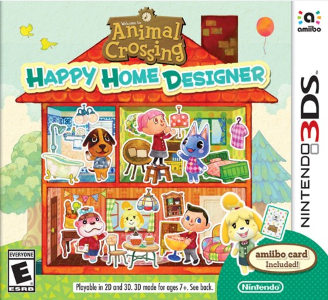 Welcome to
Animal
Crossing
HAPPY HOME DESIGNER
amiibo
NINTENDO 3DS
EVERYONE
E
ESRB
amiibo card
Included!
Nintendo
Playable in 2D and 3D. 3D mode for ages 7+. See back.